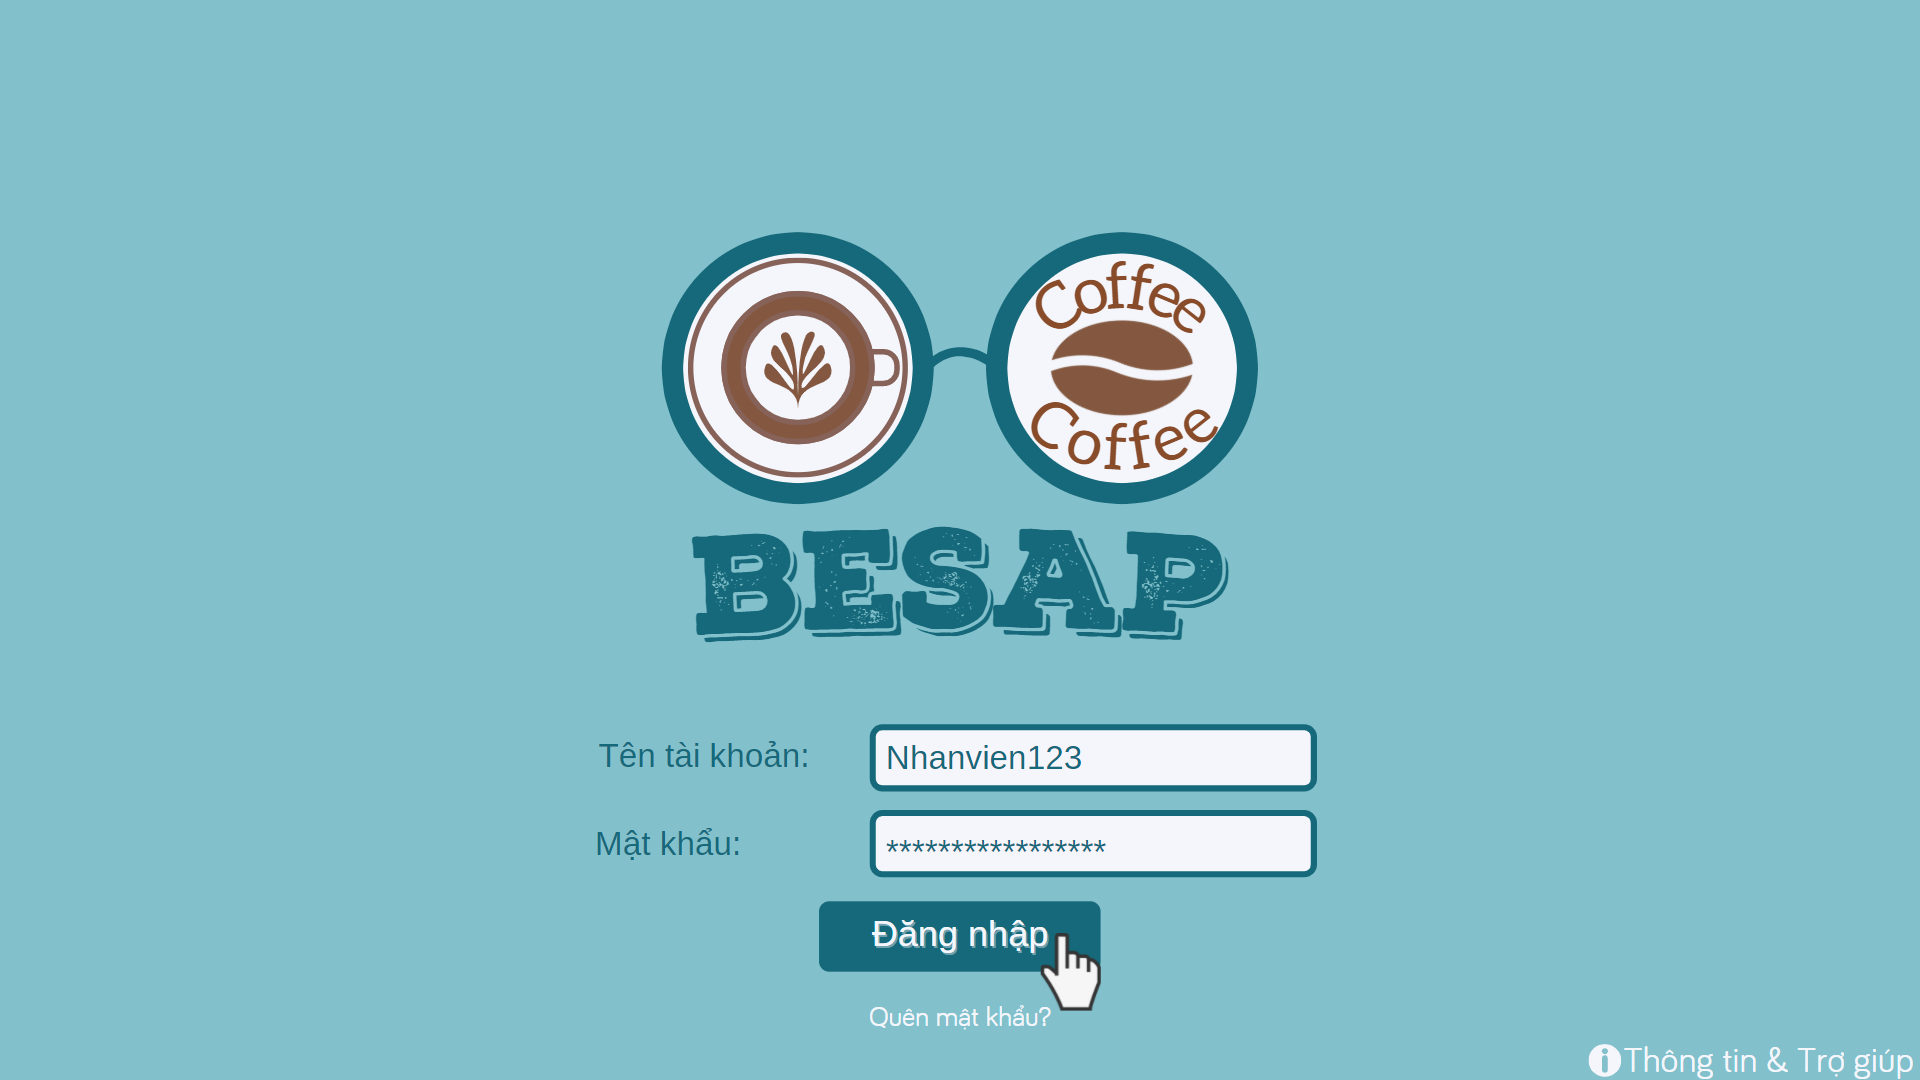 Coffee
Coffee
BESAP
Tên tài khoản:
Nhanvien123
Mật khẩu:
*****************
Đăng nhập
Quên mật khẩu?
Thông tin & Trợ giúp